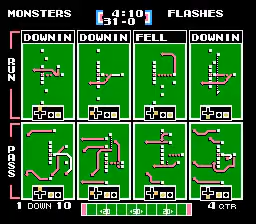 MONSTERS 4:10 FLASHES
31-0
DOWNIN DOWNIN FELL DOWNIN
RUN
PASS
1 DOWN 10 4 QTR